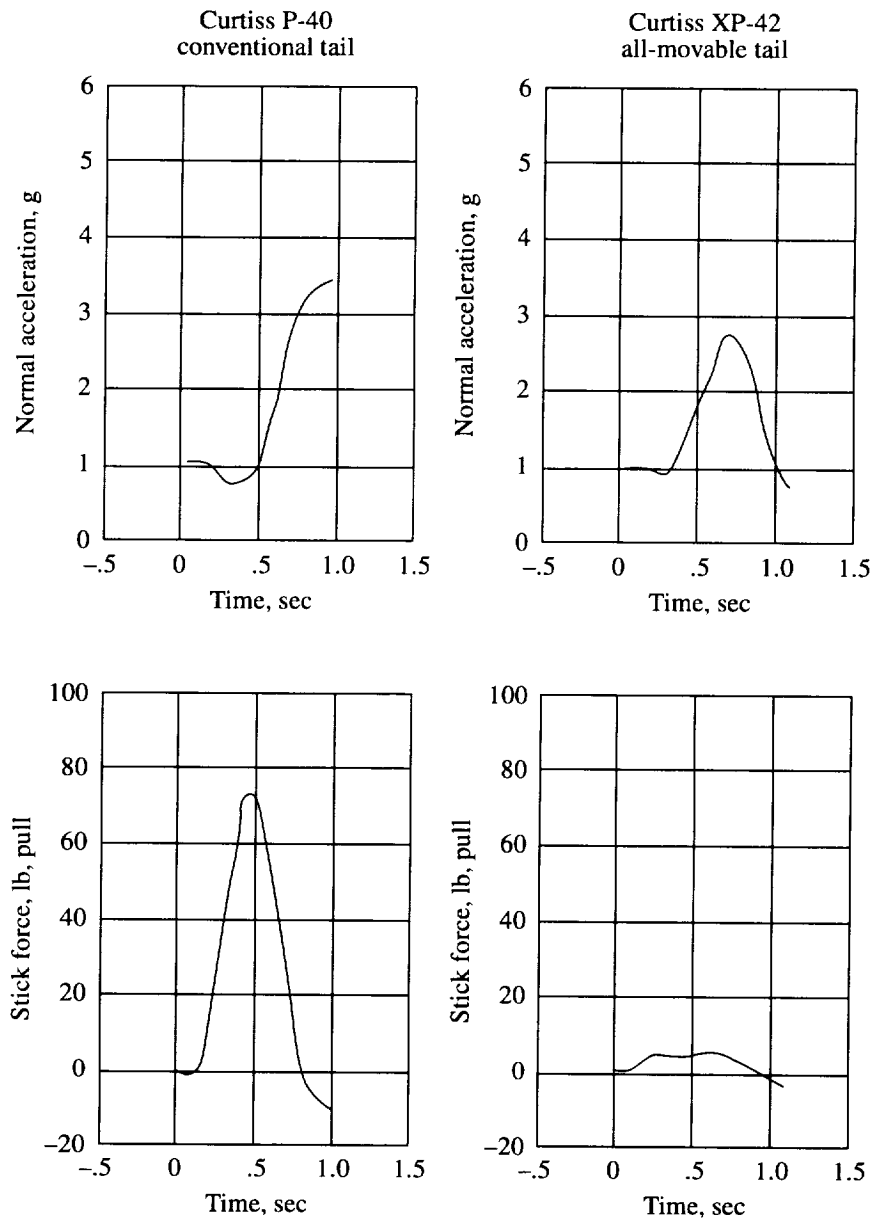 Curtiss P-40
conventional tail
Curtiss XP-42
all-movable tail
Normal acceleration, g
6
5
4
3
2
1
0
–.5 0 .5 1.0 1.5
Time, sec
Normal acceleration, g
6
5
4
3
2
1
0
–.5 0 .5 1.0 1.5
Time, sec
Stick force, lb, pull
100
80
60
40
20
0
–20
–.5 0 .5 1.0 1.5
Time, sec
Stick force, lb, pull
100
80
60
40
20
0
–20
–.5 0 .5 1.0 1.5
Time, sec